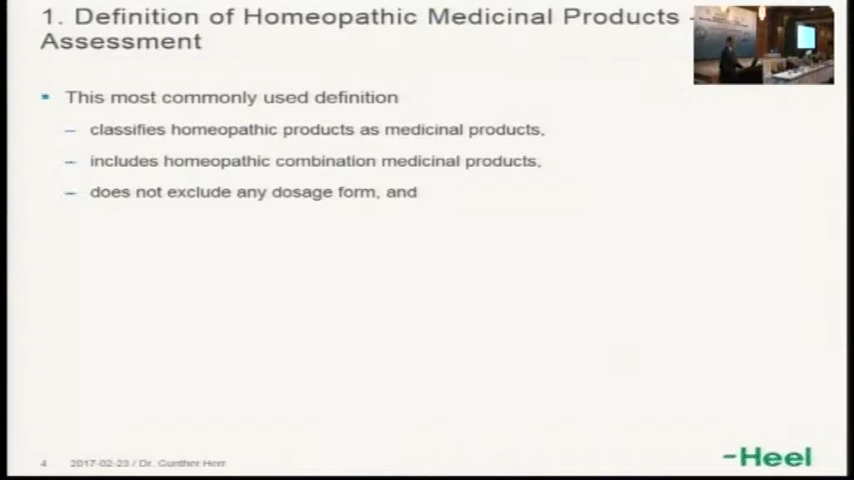 1. Definition of Homeopathic Medicinal Products -
Assessment
▪ This most commonly used definition
– classifies homeopathic products as medicinal products,
– includes homeopathic combination medicinal products,
– does not exclude any dosage form, and
4 2017-02-23 / Dr. Gunther Herr
-Heel